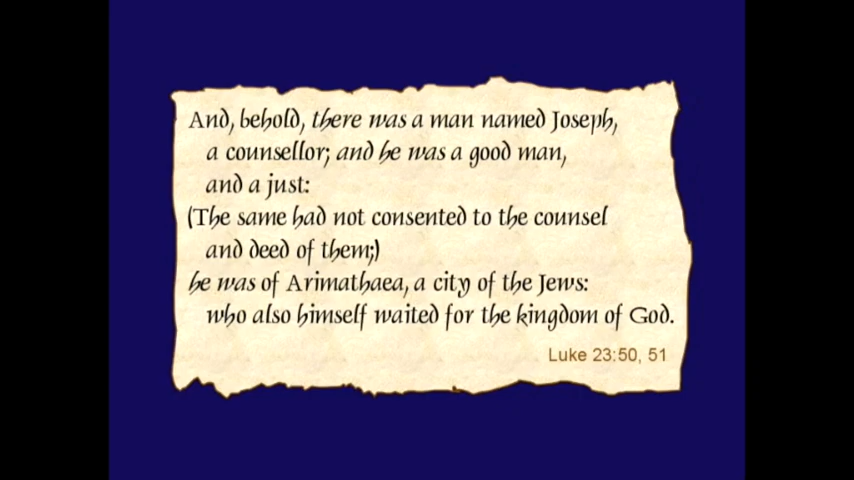 And, behold, there was a man named Joseph,
a counsellor; and he was a good man,
and a just:
(The same had not consented to the counsel
and deed of them;)
he was of Arimathaea, a city of the Jews:
who also himself waited for the kingdom of God.
Luke 23:50, 51